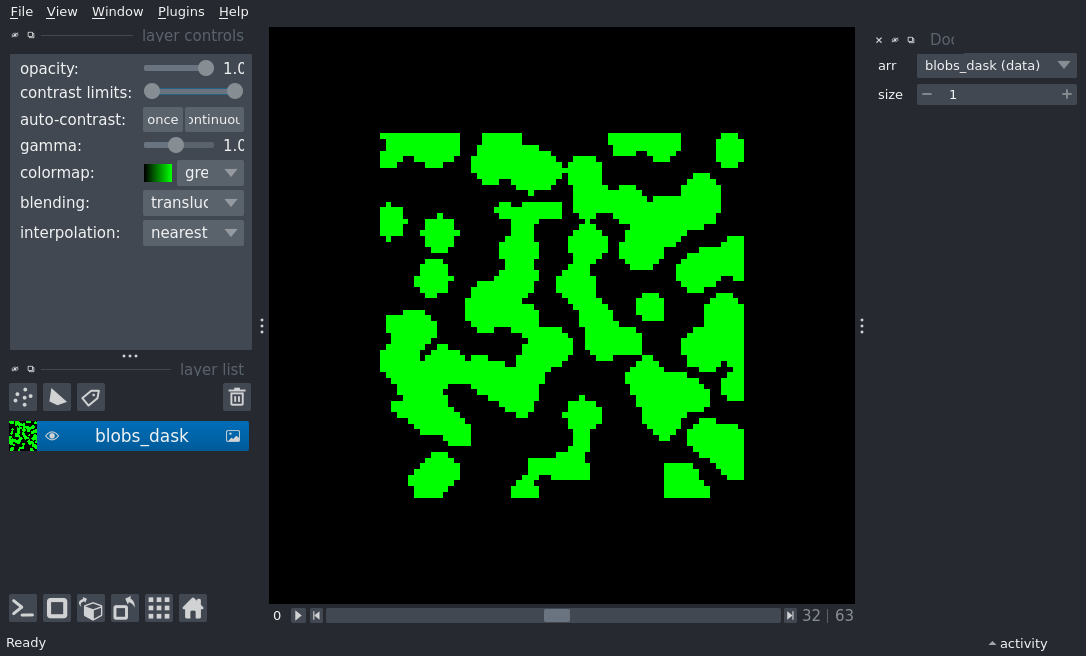 File View Window Plugins Help
layer controls
opacity: 1.0
contrast limits:
auto-contrast: once ontinuou
gamma: 1.0
colormap: gre
blending: transluc
interpolation: nearest
layer list
blobs_dask
0 32 | 63
Ready
Doc
arr blobs_dask (data)
size 1
activity